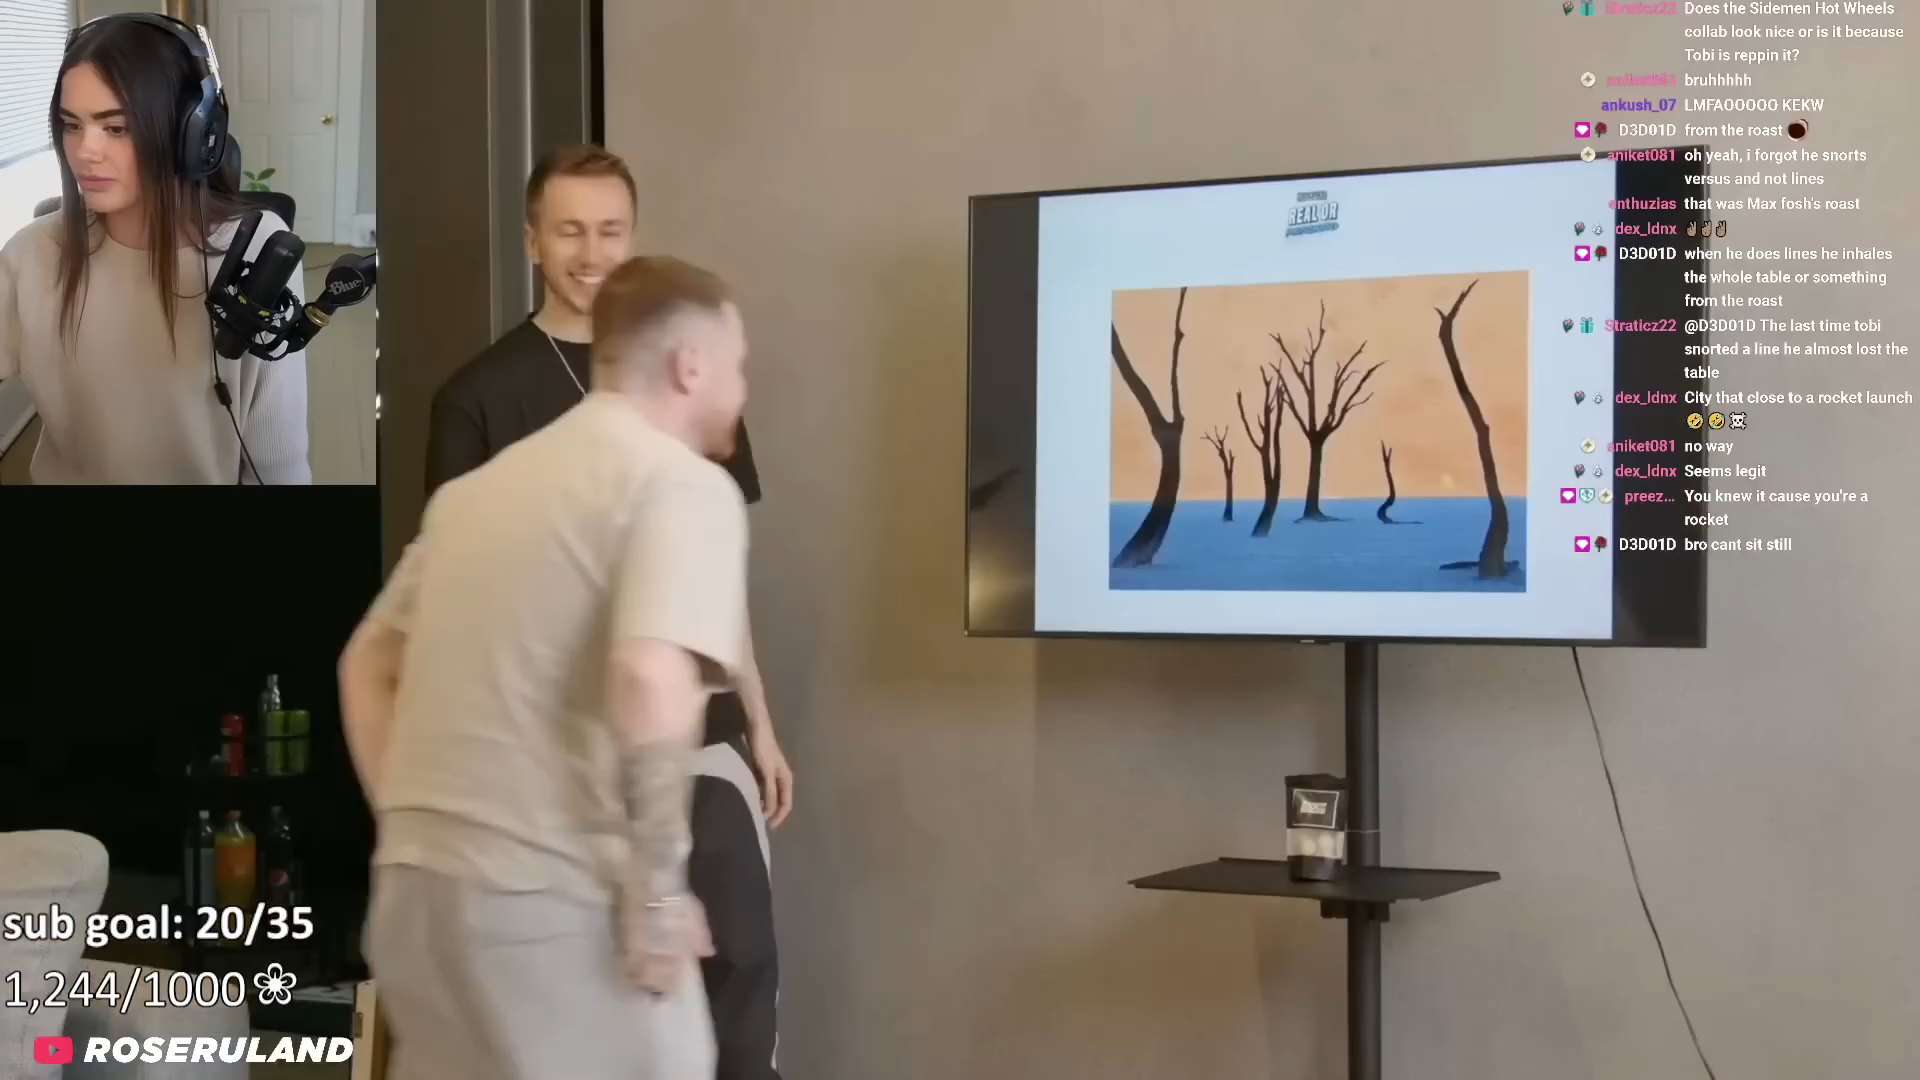 Straticz22 Does the Sidemen Hot Wheels
collab look nice or is it because
Tobi is reppin it?
aniket081 bruhhhhh
ankush_07 LMFAOOOOO KEKW
D3D01D from the roast
aniket081 oh yeah, i forgot he snorts
versus and not lines
enthuzias that was Max fosh's roast
dex_ldnx ✌🏽✌🏽✌🏽
D3D01D when he does lines he inhales
the whole table or something
from the roast
Straticz22 @D3D01D The last time tobi
snorted a line he almost lost the
table
dex_ldnx City that close to a rocket launch
🤣🤣☠
aniket081 no way
dex_ldnx Seems legit
preez... You knew it cause you're a
rocket
D3D01D bro cant sit still
REAL OR
Blue
sub goal: 20/35
1,244/1000
ROSERULAND